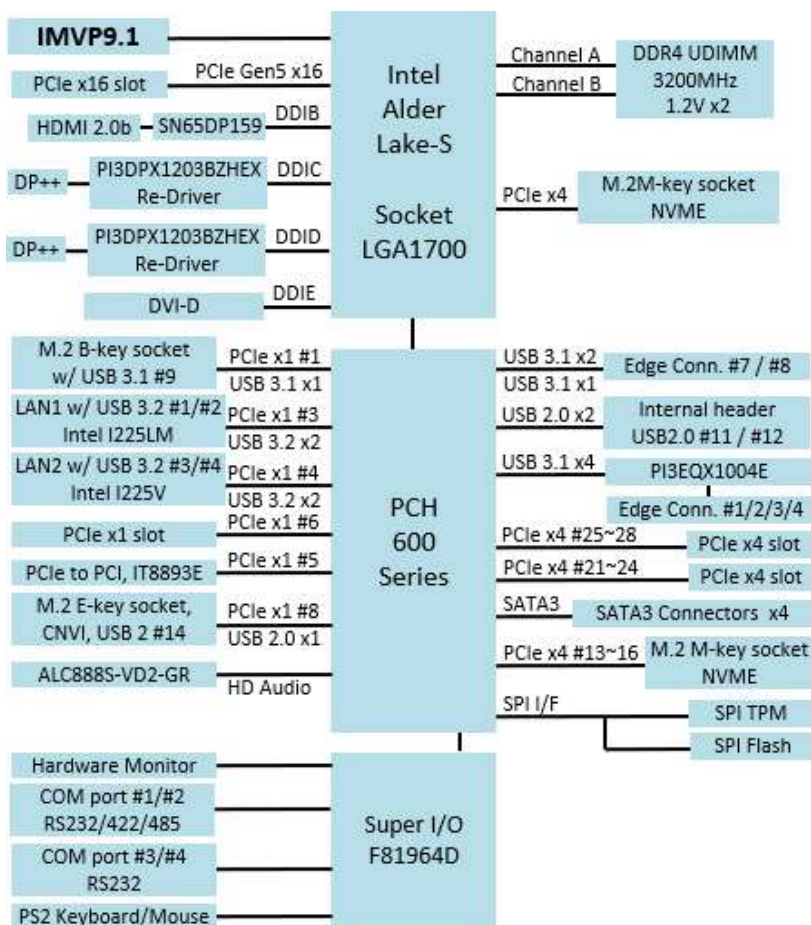 IMVP9.1
PCIe x16 slot
PCIe Gen5 x16
HDMI 2.0b
SN65DP159
DDIB
DP++
PI3DPX1203BZHEX
Re-Driver
DDIC
DP++
PI3DPX1203BZHEX
Re-Driver
DDID
DVI-D
DDIE
Intel
Alder
Lake-S
Socket
LGA1700
Channel A
Channel B
DDR4 UDIMM
3200MHz
1.2V x2
PCIe x4
M.2M-key socket
NVME
M.2 B-key socket
w/ USB 3.1 #9
PCIe x1 #1
USB 3.1 x1
LAN1 w/ USB 3.2 #1/#2
Intel I225LM
PCIe x1 #3
USB 3.2 x2
LAN2 w/ USB 3.2 #3/#4
Intel I225V
PCIe x1 #4
USB 3.2 x2
PCIe x1 slot
PCIe x1 #6
PCIe to PCI, IT8893E
PCIe x1 #5
M.2 E-key socket,
CNVI, USB 2 #14
PCIe x1 #8
USB 2.0 x1
ALC888S-VD2-GR
HD Audio
PCH
600
Series
USB 3.1 x2
USB 3.1 x1
Edge Conn. #7 / #8
USB 2.0 x2
Internal header
USB2.0 #11 / #12
USB 3.1 x4
PI3EQX1004E
Edge Conn. #1/2/3/4
PCIe x4 #25~28
PCIe x4 slot
PCIe x4 #21~24
PCIe x4 slot
SATA3
SATA3 Connectors x4
PCIe x4 #13~16
M.2 M-key socket
NVME
SPI I/F
SPI TPM
SPI Flash
Hardware Monitor
COM port #1/#2
RS232/422/485
COM port #3/#4
RS232
PS2 Keyboard/Mouse
Super I/O
F81964D